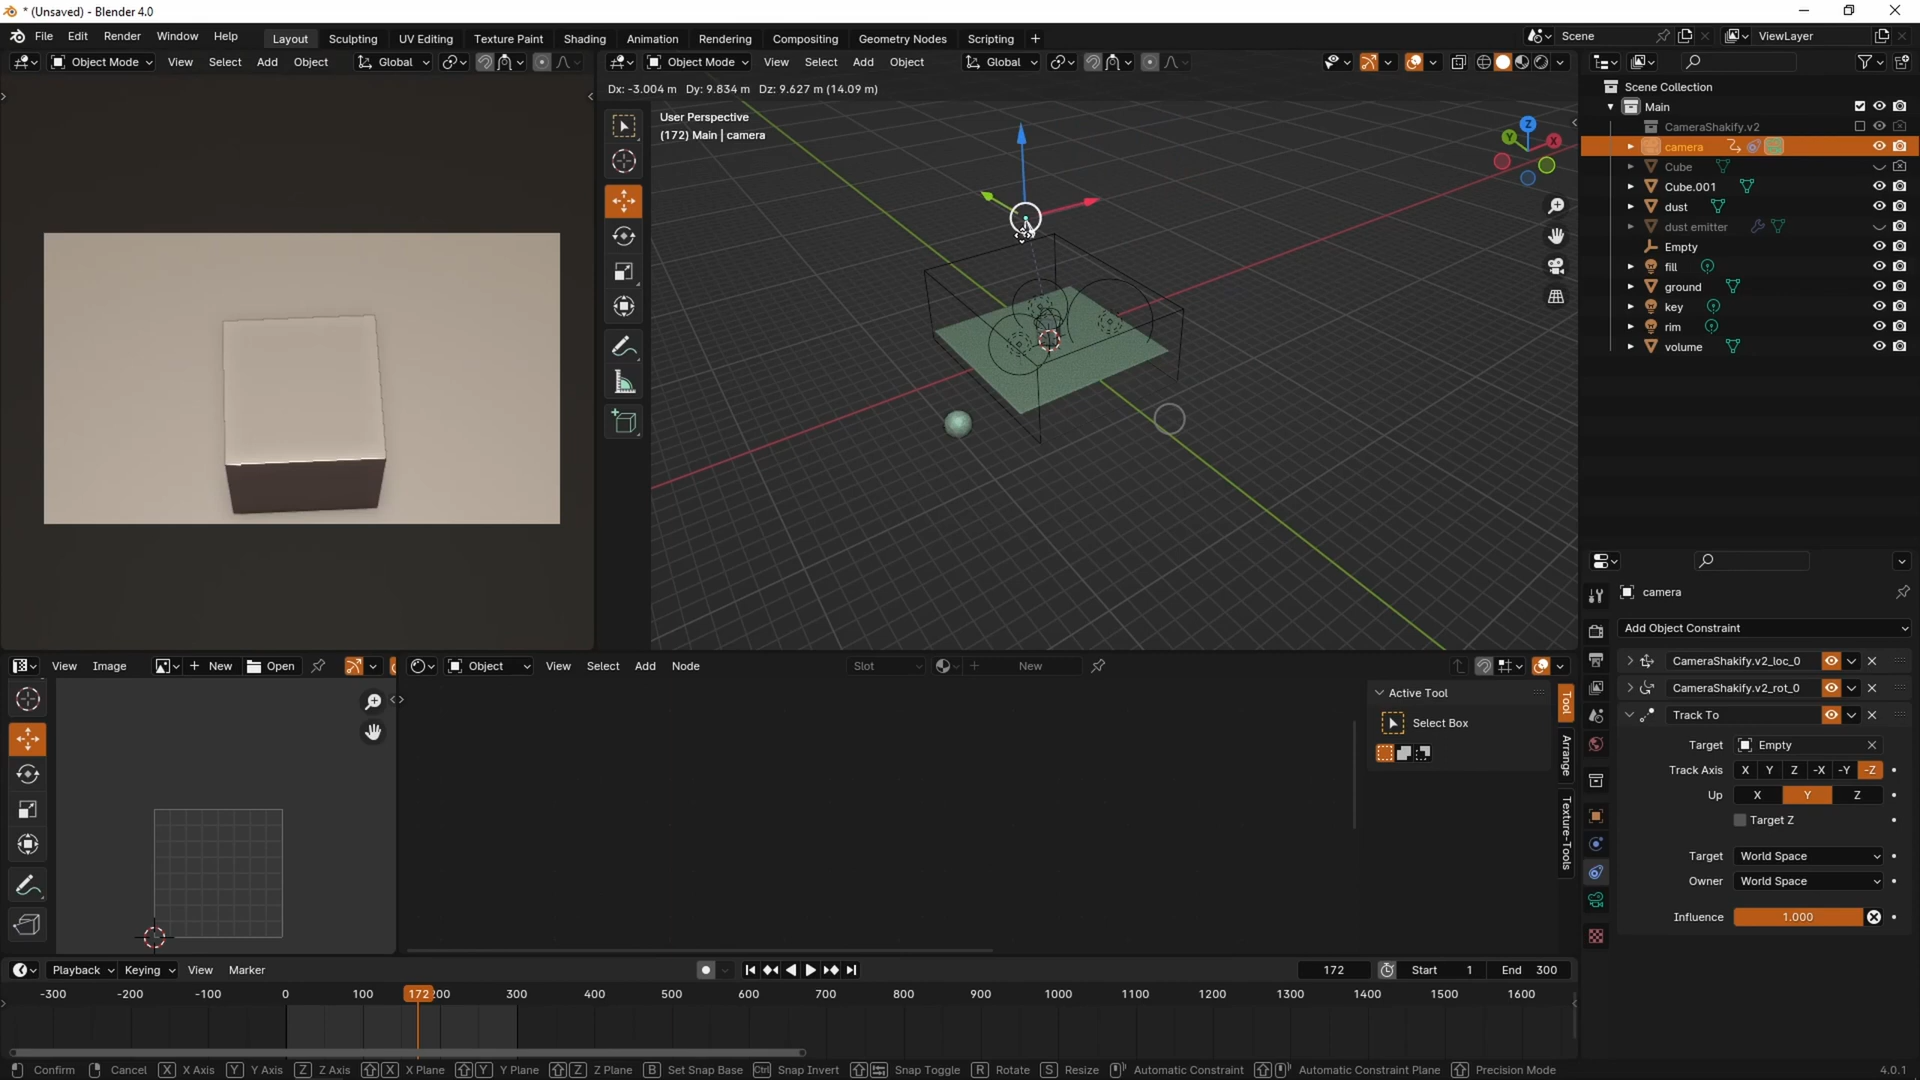 * (Unsaved) - Blender 4.0
File Edit Render Window Help
Layout Sculpting UV Editing Texture Paint Shading Animation Rendering Compositing Geometry Nodes Scripting +
Scene ViewLayer
Object Mode View Select Add Object Global
Object Mode View Select Add Object Global
Dx: -3.004 m Dy: 9.834 m Dz: 9.627 m (14.09 m)
User Perspective
(172) Main | camera
Z
Y
X
Scene Collection
Main
CameraShakify.v2
camera
Cube
Cube.001
dust
dust emitter
Empty
fill
ground
key
rim
volume
camera
Add Object Constraint
CameraShakify.v2_loc_0
CameraShakify.v2_rot_0
Track To
Target Empty
Track Axis X Y Z -X -Y -Z
Up X Y Z
Target Z
Target World Space
Owner World Space
Influence 1.000
View Image New Open
Object View Select Add Node Slot New
Active Tool
Select Box
Tool
Arrange
Texture-Tools
Playback Keying View Marker
172 Start 1 End 300
-300 -200 -100 0 100 172 200 300 400 500 600 700 800 900 1000 1100 1200 1300 1400 1500 1600
Confirm Cancel X X Axis Y Y Axis Z Z Axis X X Plane Y Y Plane Z Z Plane B Set Snap Base Ctrl Snap Invert Snap Toggle R Rotate S Resize Automatic Constraint Automatic Constraint Plane Precision Mode 4.0.1